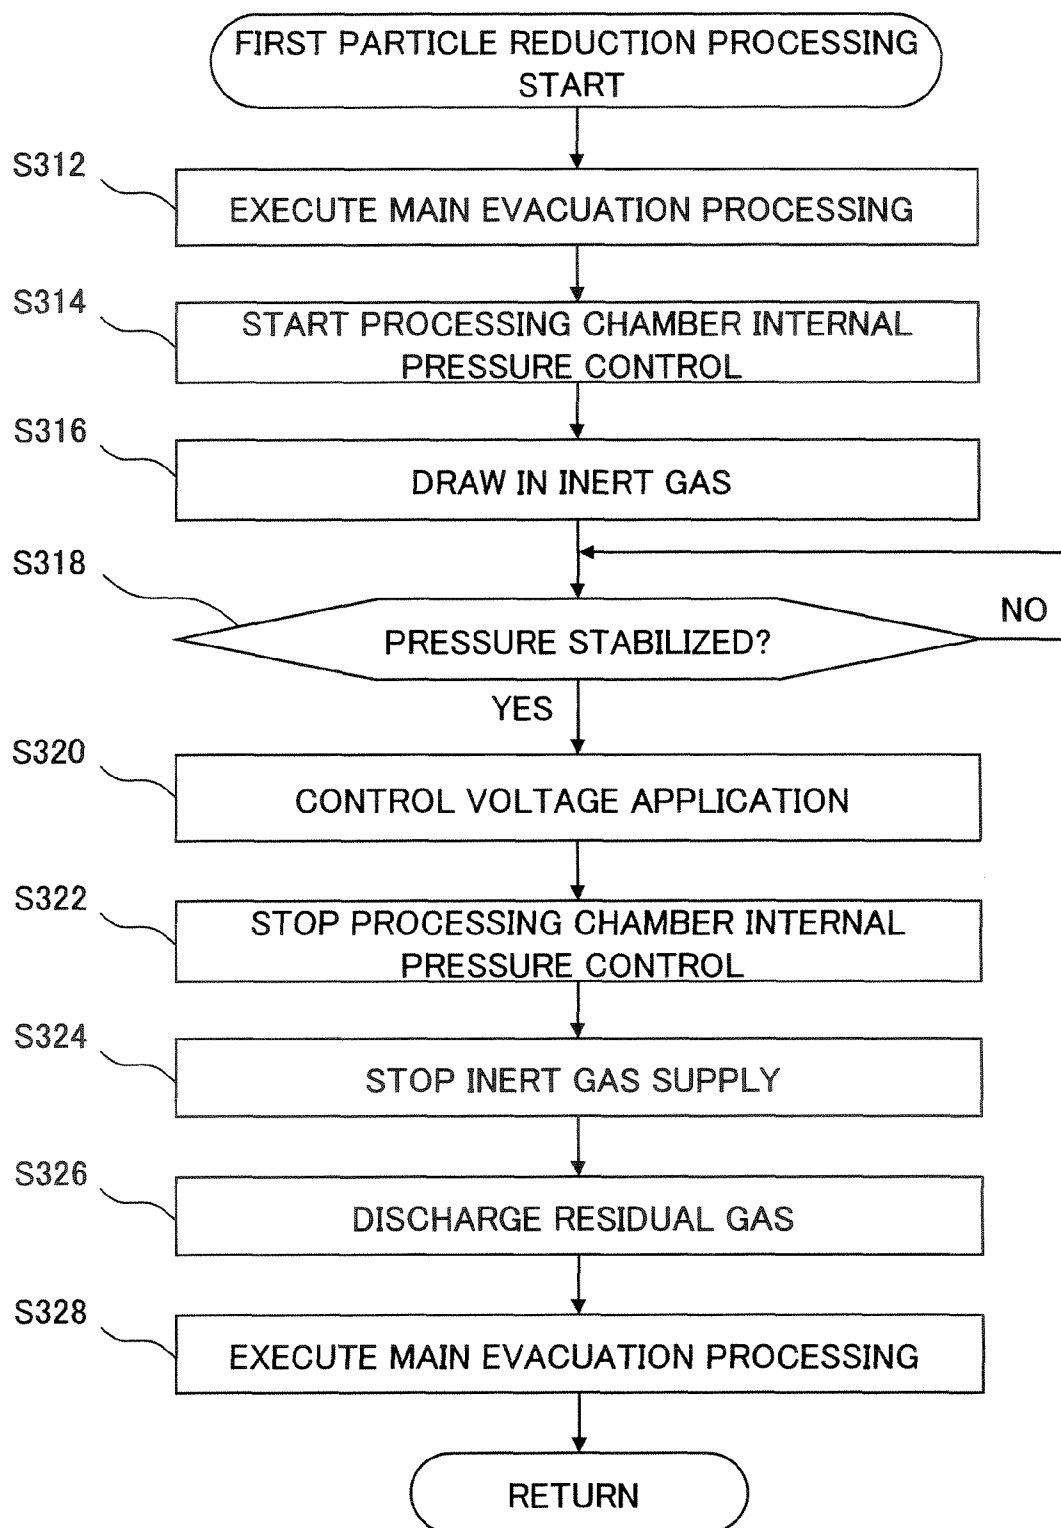 FIRST PARTICLE REDUCTION PROCESSING
START
S312
EXECUTE MAIN EVACUATION PROCESSING
S314
START PROCESSING CHAMBER INTERNAL
PRESSURE CONTROL
S316
DRAW IN INERT GAS
S318
PRESSURE STABILIZED?
NO
YES
S320
CONTROL VOLTAGE APPLICATION
S322
STOP PROCESSING CHAMBER INTERNAL
PRESSURE CONTROL
S324
STOP INERT GAS SUPPLY
S326
DISCHARGE RESIDUAL GAS
S328
EXECUTE MAIN EVACUATION PROCESSING
RETURN